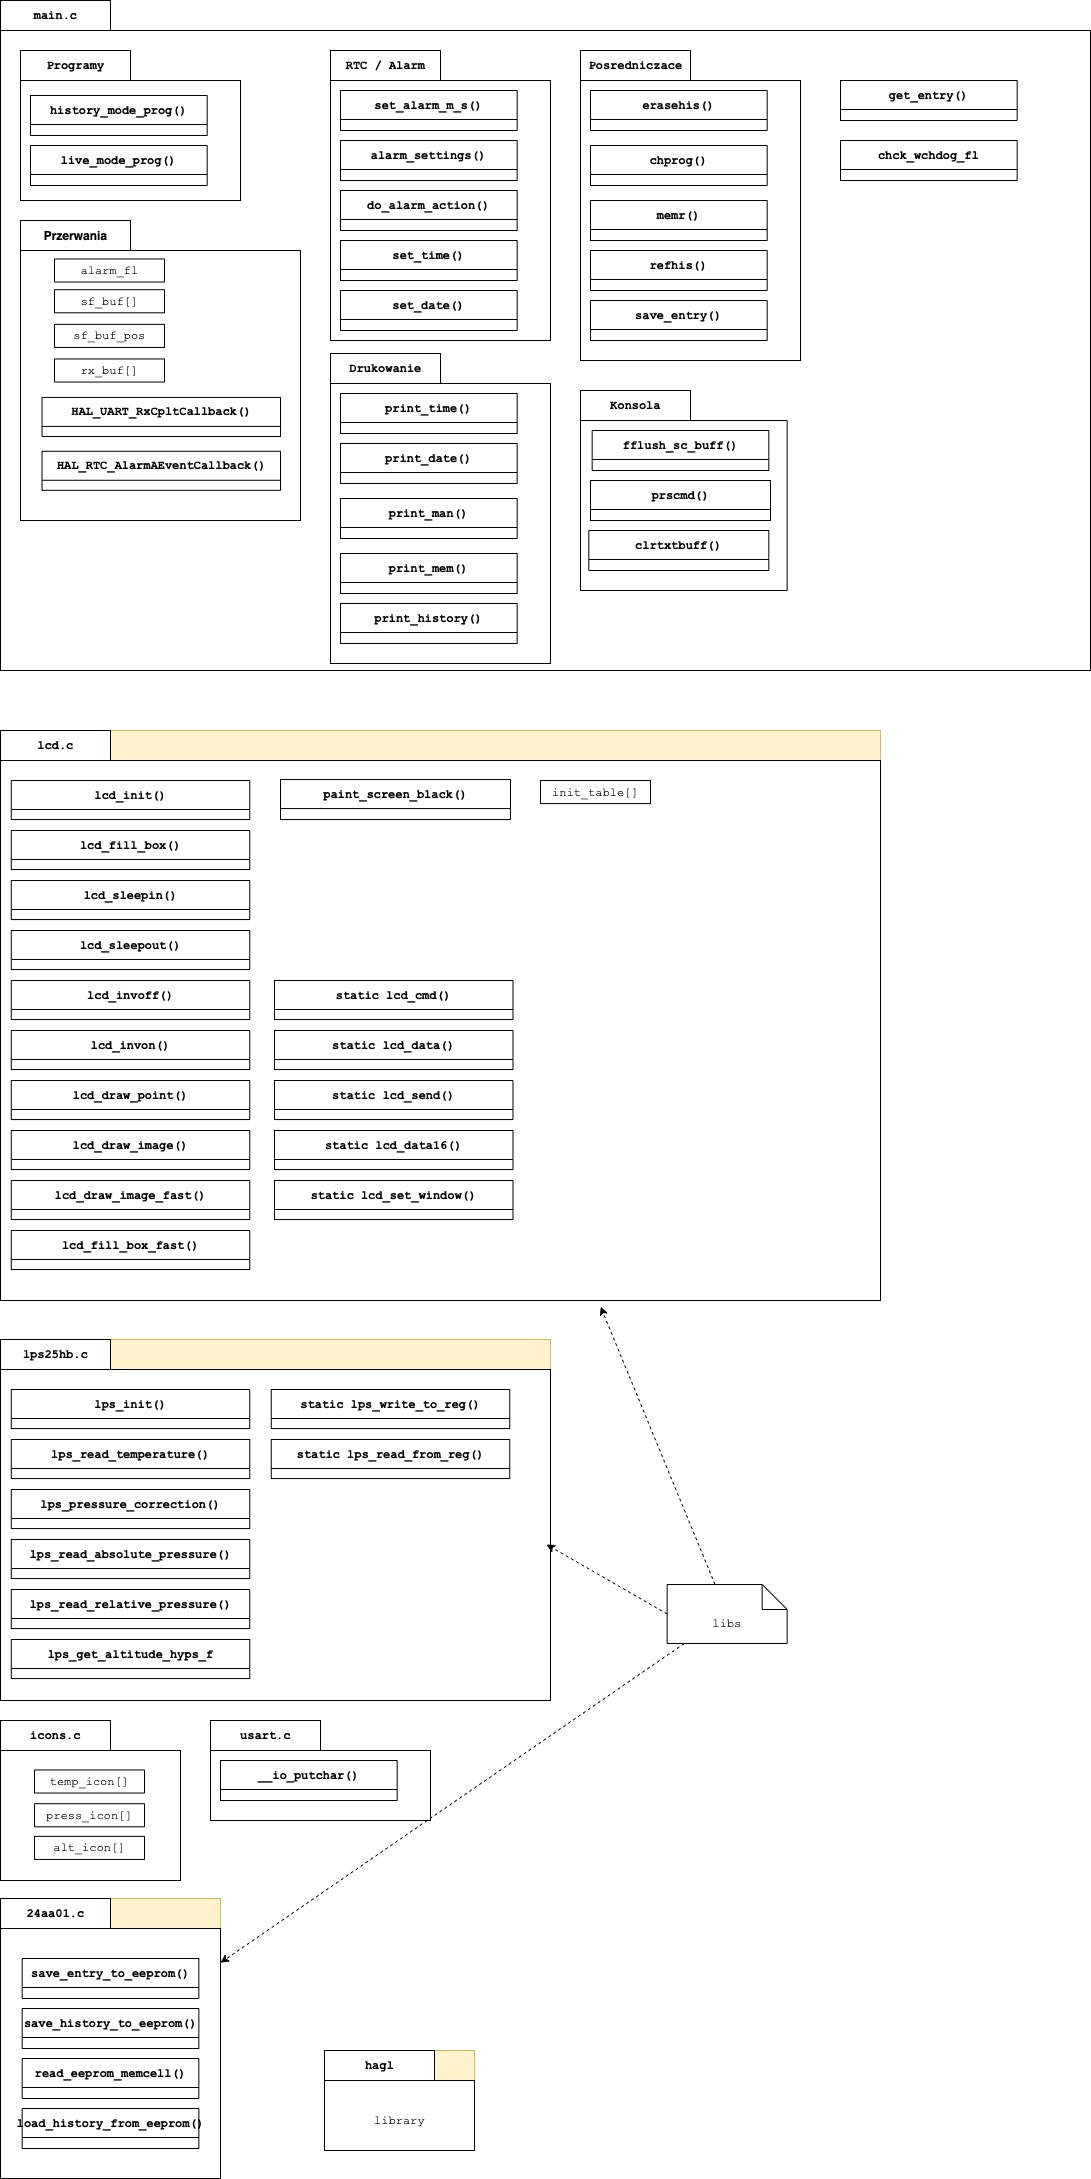 main.c
Programy
history_mode_prog()
live_mode_prog()
Przerwania
alarm_fl
sf_buf[]
sf_buf_pos
rx_buf[]
HAL_UART_RxCpltCallback()
HAL_RTC_AlarmAEventCallback()
RTC / Alarm
set_alarm_m_s()
alarm_settings()
do_alarm_action()
set_time()
set_date()
Drukowanie
print_time()
print_date()
print_man()
print_mem()
print_history()
Posredniczace
erasehis()
chprog()
memr()
refhis()
save_entry()
Konsola
fflush_sc_buff()
prscmd()
clrtxtbuff()
get_entry()
chck_wchdog_fl
lcd.c
lcd_init()
lcd_fill_box()
lcd_sleepin()
lcd_sleepout()
lcd_invoff()
lcd_invon()
lcd_draw_point()
lcd_draw_image()
lcd_draw_image_fast()
lcd_fill_box_fast()
paint_screen_black()
static lcd_cmd()
static lcd_data()
static lcd_send()
static lcd_data16()
static lcd_set_window()
init_table[]
lps25hb.c
lps_init()
lps_read_temperature()
lps_pressure_correction()
lps_read_absolute_pressure()
lps_read_relative_pressure()
lps_get_altitude_hyps_f
static lps_write_to_reg()
static lps_read_from_reg()
libs
icons.c
temp_icon[]
press_icon[]
alt_icon[]
usart.c
__io_putchar()
24aa01.c
save_entry_to_eeprom()
save_history_to_eeprom()
read_eeprom_memcell()
load_history_from_eeprom()
hagl
library